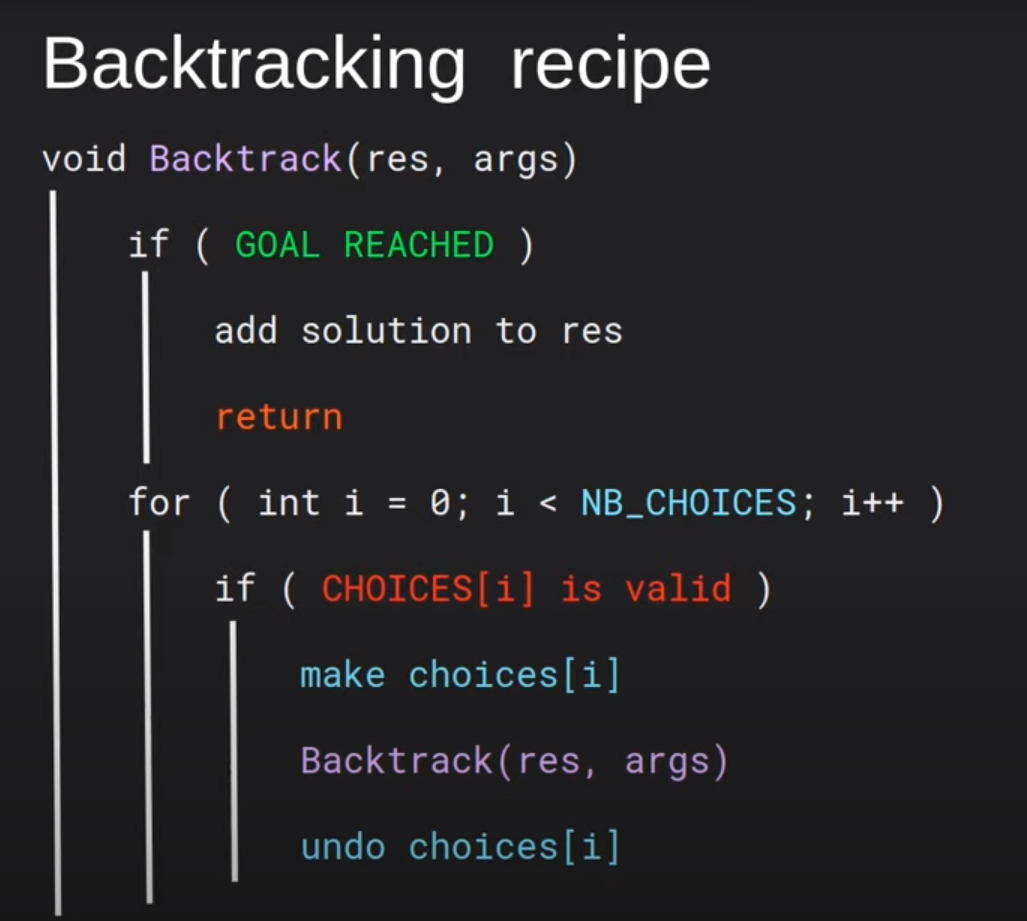 Backtracking recipe
void Backtrack(res, args)
if ( GOAL REACHED )
add solution to res
return
for ( int i = 0; i < NB_CHOICES; i++ )
if ( CHOICES[i] is valid )
make choices[i]
Backtrack(res, args)
undo choices[i]